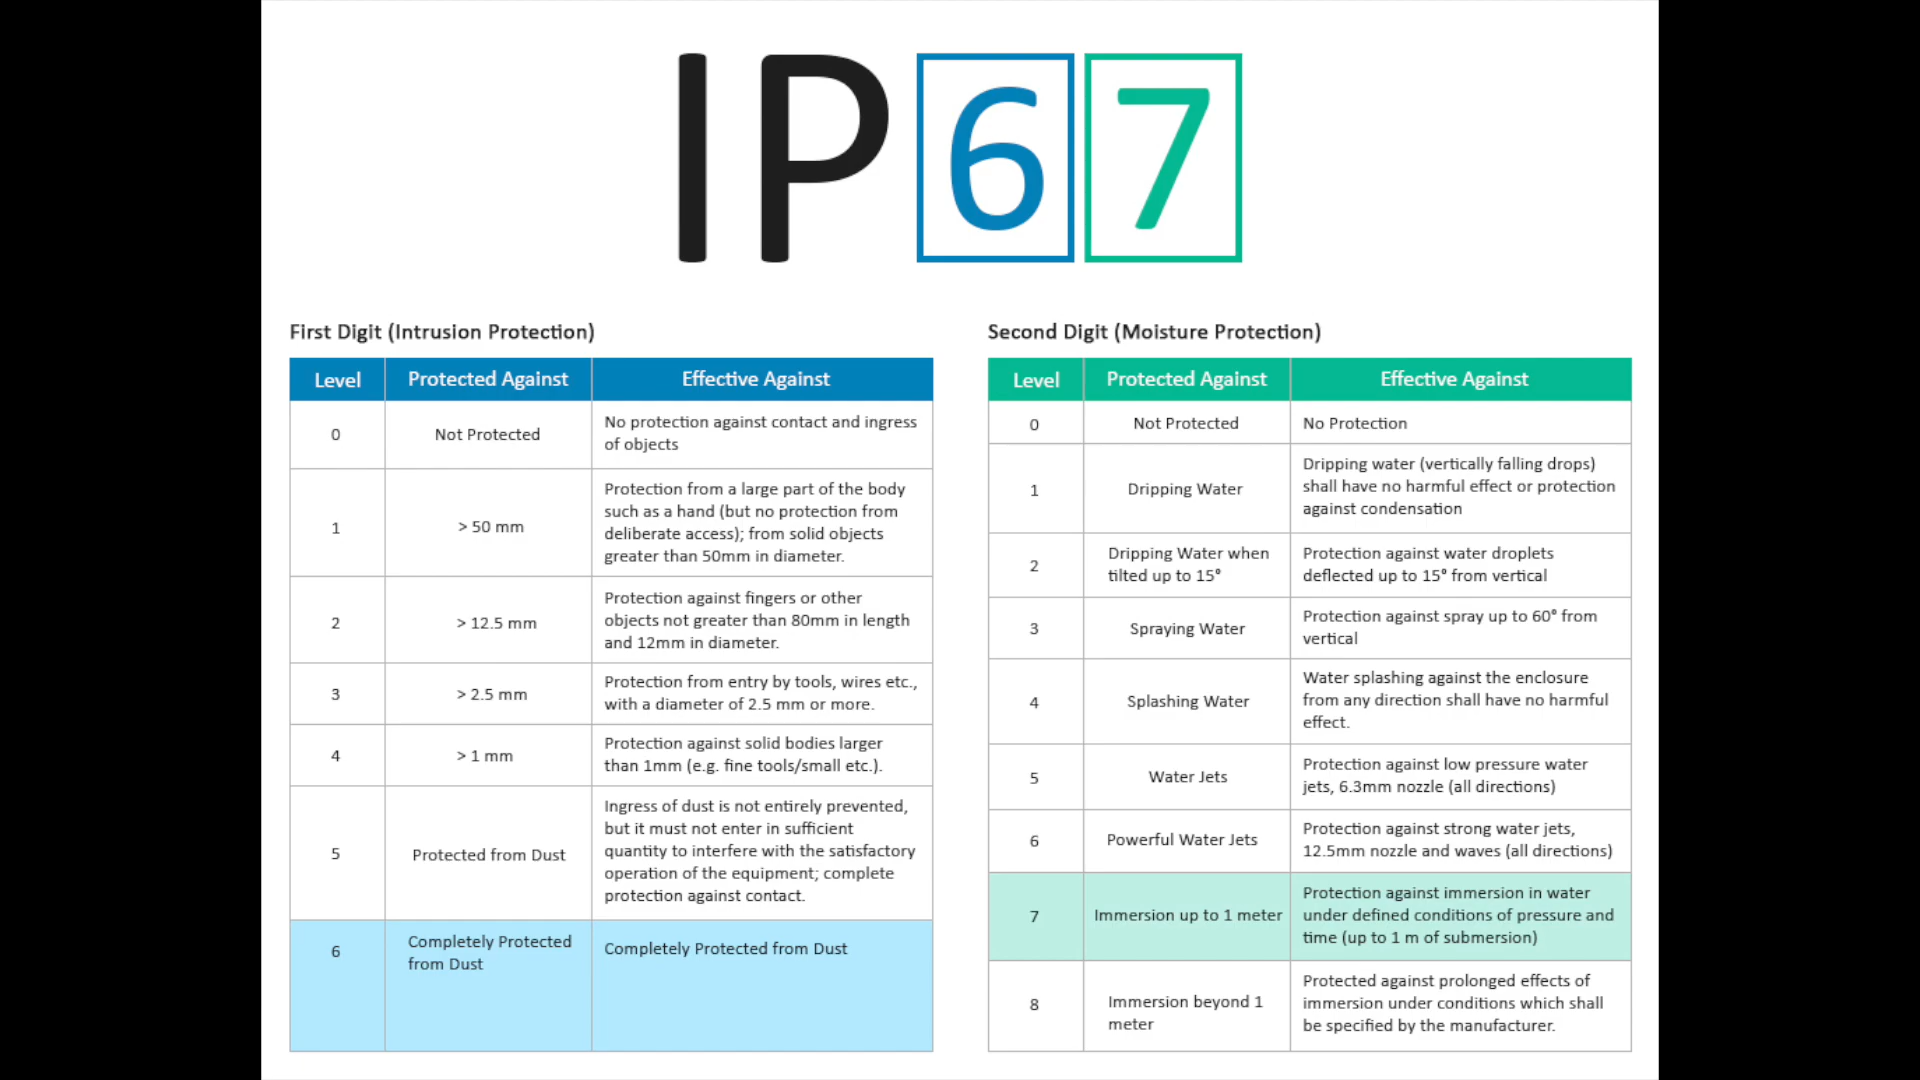 IP67
First Digit (Intrusion Protection)
Level Protected Against Effective Against
0 Not Protected No protection against contact and ingress
of objects
1 > 50 mm Protection from a large part of the body
such as a hand (but no protection from
deliberate access); from solid objects
greater than 50mm in diameter.
2 > 12.5 mm Protection against fingers or other
objects not greater than 80mm in length
and 12mm in diameter.
3 > 2.5 mm Protection from entry by tools, wires etc.,
with a diameter of 2.5 mm or more.
4 > 1 mm Protection against solid bodies larger
than 1mm (e.g. fine tools/small etc.).
5 Protected from Dust Ingress of dust is not entirely prevented,
but it must not enter in sufficient
quantity to interfere with the satisfactory
operation of the equipment; complete
protection against contact.
6 Completely Protected
from Dust
Completely Protected from Dust
Second Digit (Moisture Protection)
Level Protected Against Effective Against
0 Not Protected No Protection
1 Dripping Water Dripping water (vertically falling drops)
shall have no harmful effect or protection
against condensation
2 Dripping Water when
tilted up to 15°
Protection against water droplets
deflected up to 15° from vertical
3 Spraying Water Protection against spray up to 60° from
vertical
4 Splashing Water Water splashing against the enclosure
from any direction shall have no harmful
effect.
5 Water Jets Protection against low pressure water
jets, 6.3mm nozzle (all directions)
6 Powerful Water Jets Protection against strong water jets,
12.5mm nozzle and waves (all directions)
7 Immersion up to 1 meter Protection against immersion in water
under defined conditions of pressure and
time (up to 1 m of submersion)
8 Immersion beyond 1
meter
Protected against prolonged effects of
immersion under conditions which shall
be specified by the manufacturer.